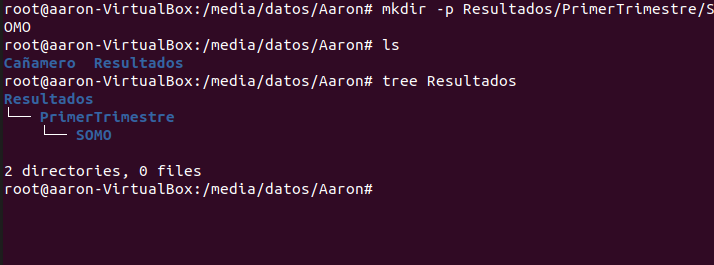 root@aaron-VirtualBox:/media/datos/Aaron# mkdir -p Resultados/PrimerTrimestre/S
OMO
root@aaron-VirtualBox:/media/datos/Aaron# ls
Cañamero  Resultados
root@aaron-VirtualBox:/media/datos/Aaron# tree Resultados
Resultados
└── PrimerTrimestre
    └── SOMO
2 directories, 0 files
root@aaron-VirtualBox:/media/datos/Aaron#